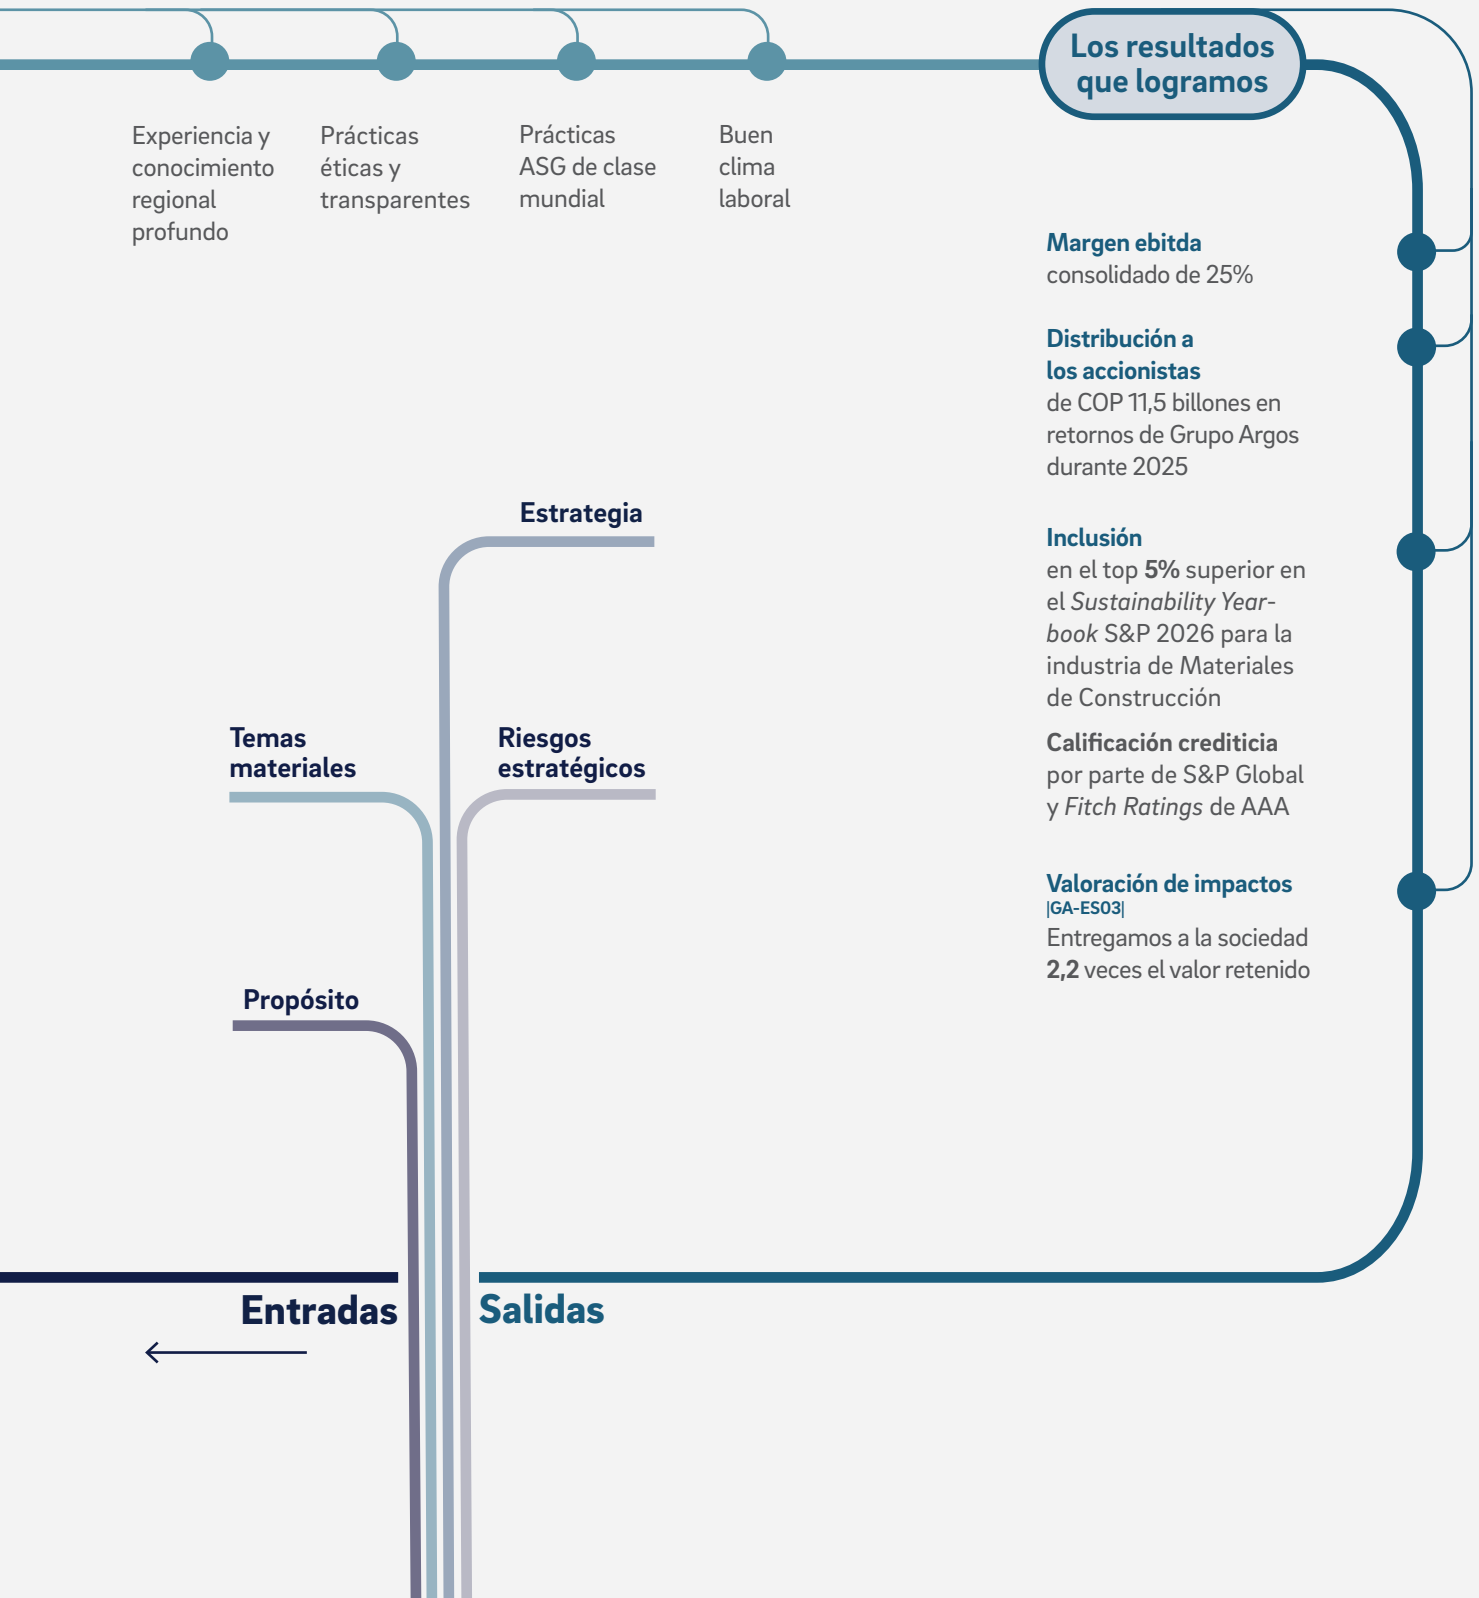 Los resultados
que logramos
Experiencia y
conocimiento
regional
profundo
Prácticas
éticas y
transparentes
Prácticas
ASG de clase
mundial
Buen
clima
laboral
Margen ebitda
consolidado de 25%
Distribución a
los accionistas
de COP 11,5 billones en
retornos de Grupo Argos
durante 2025
Inclusión
en el top 5% superior en
el Sustainability Year-
book S&P 2026 para la
industria de Materiales
de Construcción
Calificación crediticia
por parte de S&P Global
y Fitch Ratings de AAA
Valoración de impactos
|GA-ES03|
Entregamos a la sociedad
2,2 veces el valor retenido
Estrategia
Temas
materiales
Riesgos
estratégicos
Propósito
Entradas
Salidas